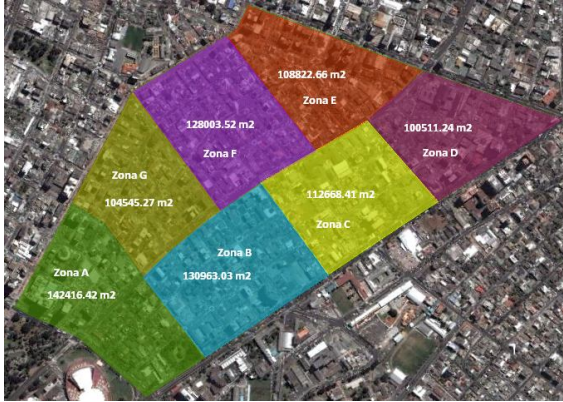 108822.66 m2
Zona E
128003.52 m2
Zona F
100511.24 m2
Zona D
Zona G
104545.27 m2
112668.41 m2
Zona C
Zona B
130963.03 m2
Zona A
142416.42 m2